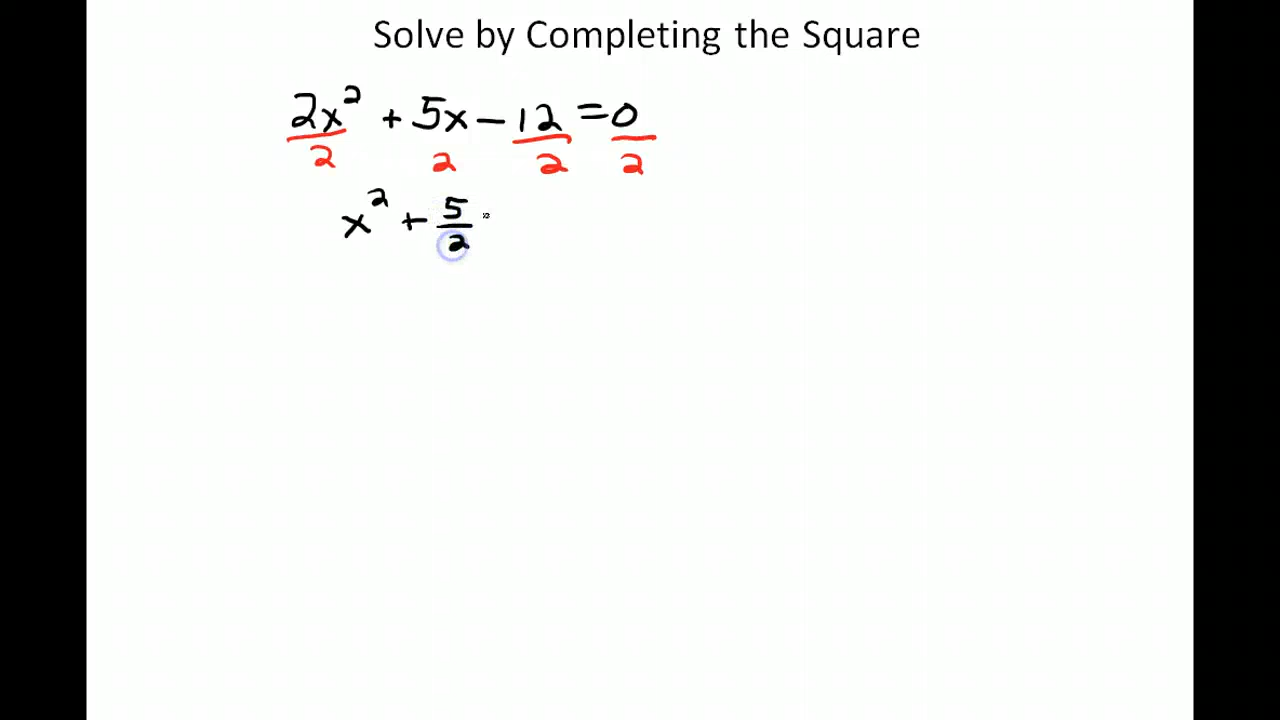 Solve by Completing the Square
2x² + 5x - 12 = 0
2 2 2 2
x² + 5/2